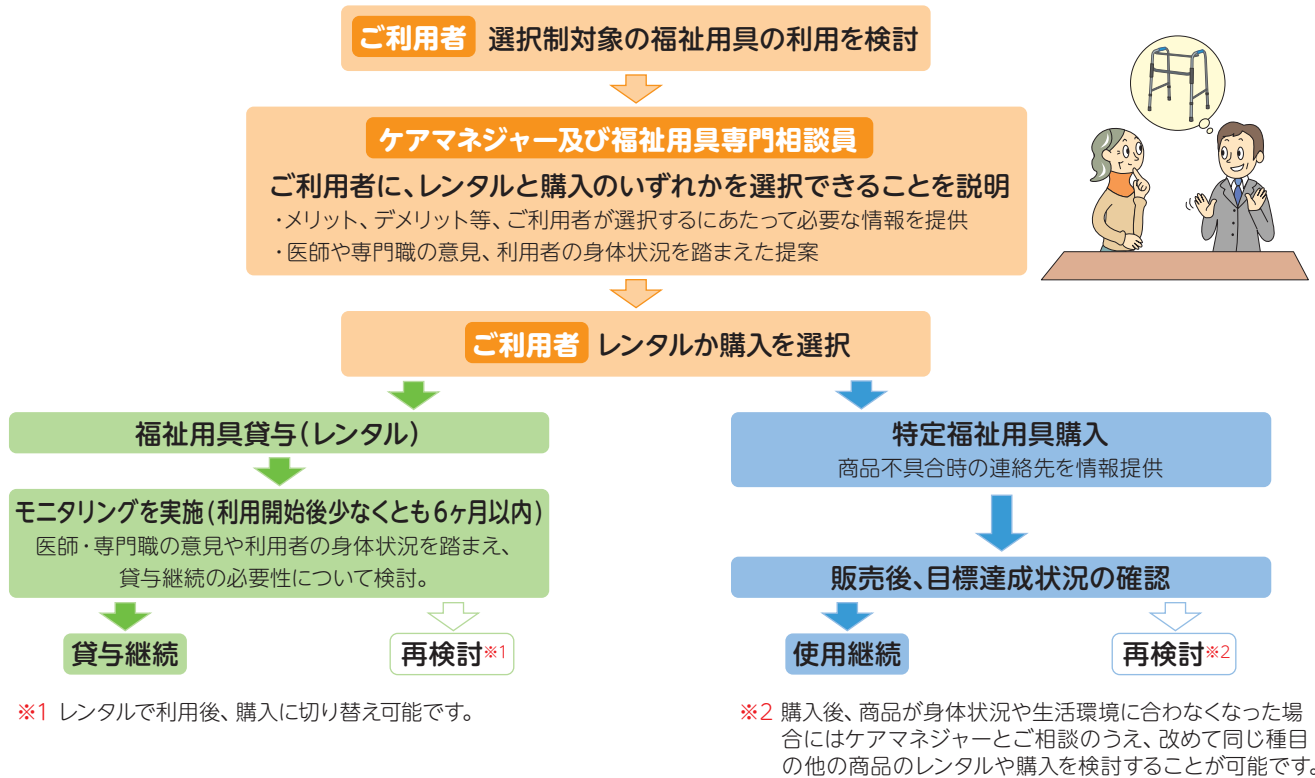 ご利用者 選択制対象の福祉用具の利用を検討
ケアマネジャー及び福祉用具専門相談員
ご利用者に、レンタルと購入のいずれかを選択できることを説明
・メリット、デメリット等、ご利用者が選択するにあたって必要な情報を提供
・医師や専門職の意見、利用者の身体状況を踏まえた提案
ご利用者 レンタルか購入を選択
福祉用具貸与(レンタル)
モニタリングを実施(利用開始後少なくとも6ヶ月以内)
医師・専門職の意見や利用者の身体状況を踏まえ、
貸与継続の必要性について検討。
貸与継続
再検討※1
※1 レンタルで利用後、購入に切り替え可能です。
特定福祉用具購入
商品不具合時の連絡先を情報提供
販売後、目標達成状況の確認
使用継続
再検討※2
※2 購入後、商品が身体状況や生活環境に合わなくなった場
合にはケアマネジャーとご相談のうえ、改めて同じ種目
の他の商品のレンタルや購入を検討することが可能です。